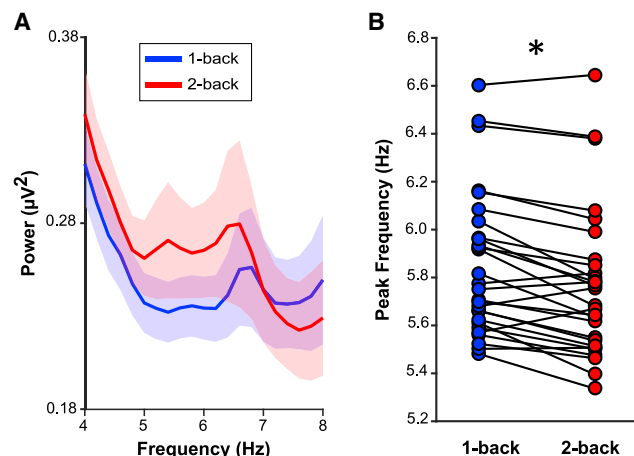 A
0.38
0.28
0.18
Power (µV²)
1-back
2-back
4
5
6
7
8
Frequency (Hz)
B
*
6.8
6.6
6.4
6.2
6.0
5.8
5.6
5.4
5.2
Peak Frequency (Hz)
1-back
2-back